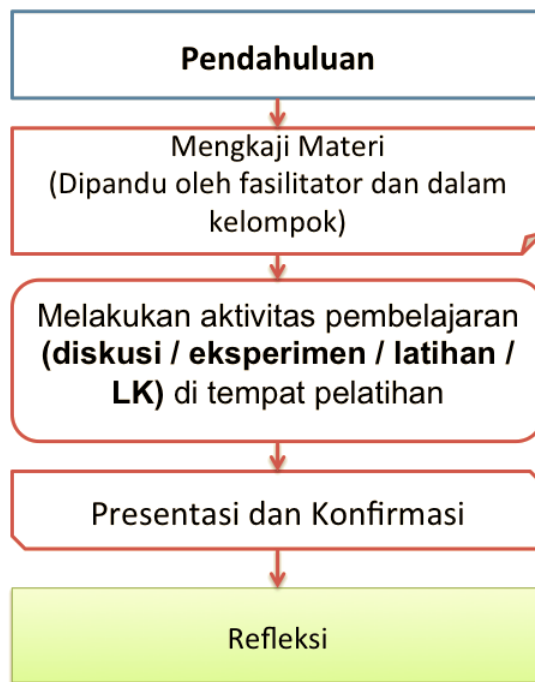 Pendahuluan
Mengkaji Materi
(Dipandu oleh fasilitator dan dalam
kelompok)
Melakukan aktivitas pembelajaran
(diskusi / eksperimen / latihan /
LK) di tempat pelatihan
Presentasi dan Konfirmasi
Refleksi